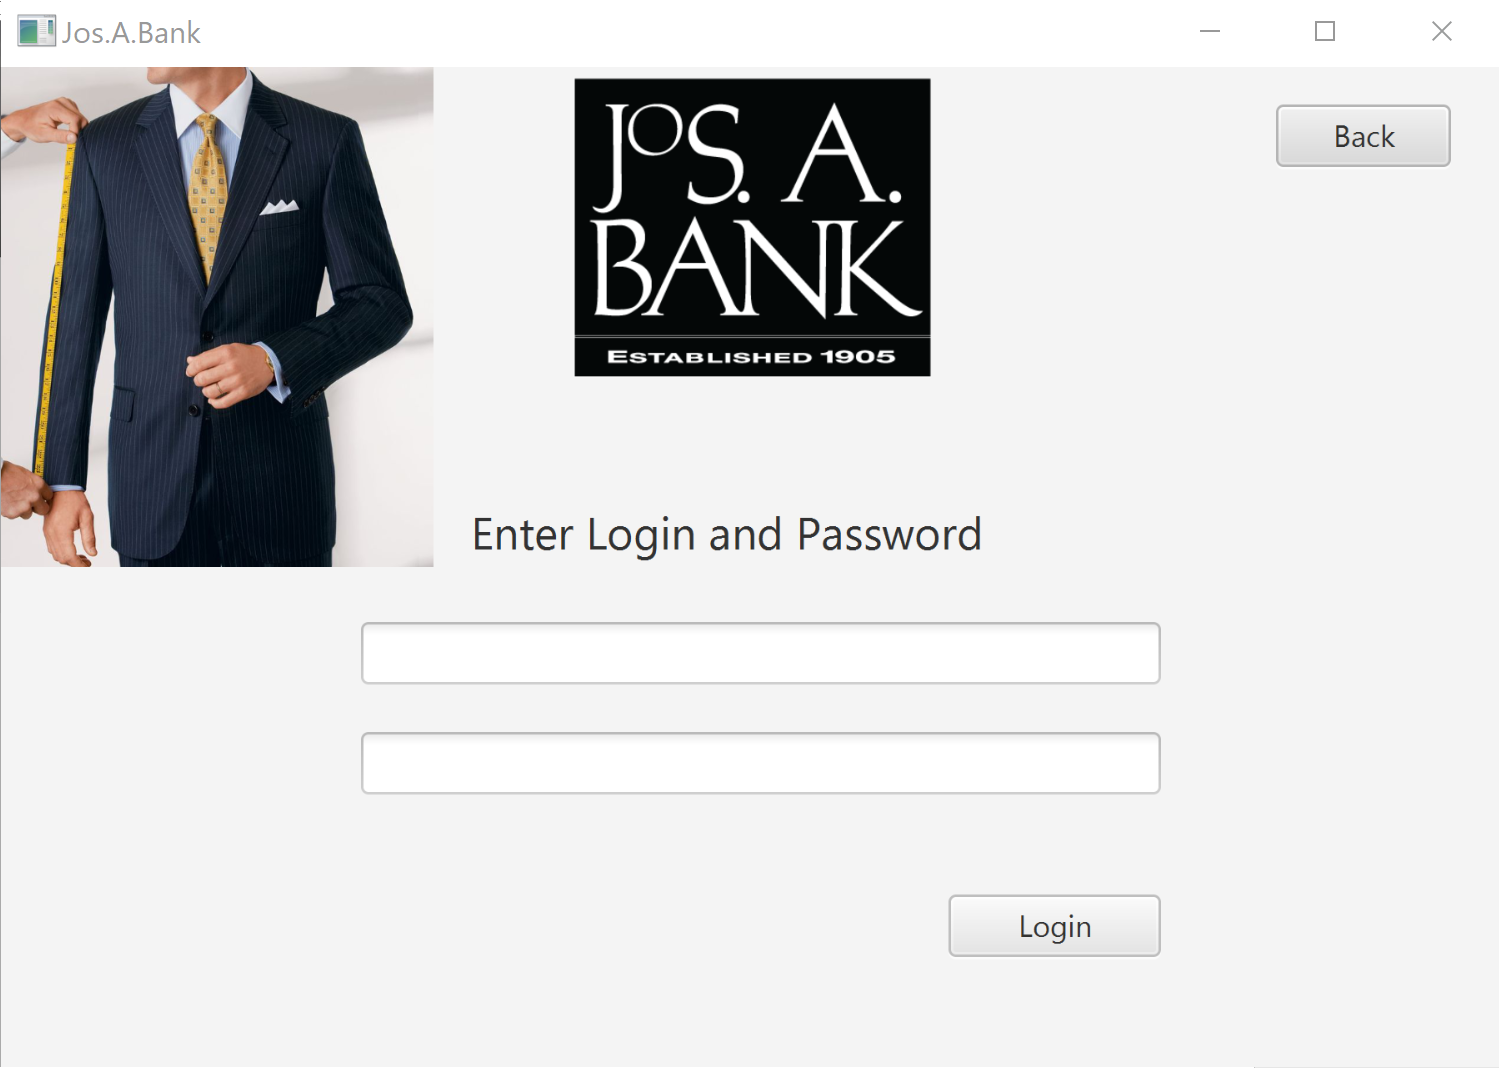 Jos.A.Bank
JOS. A.
BANK
ESTABLISHED 1905
Back
Enter Login and Password
Login